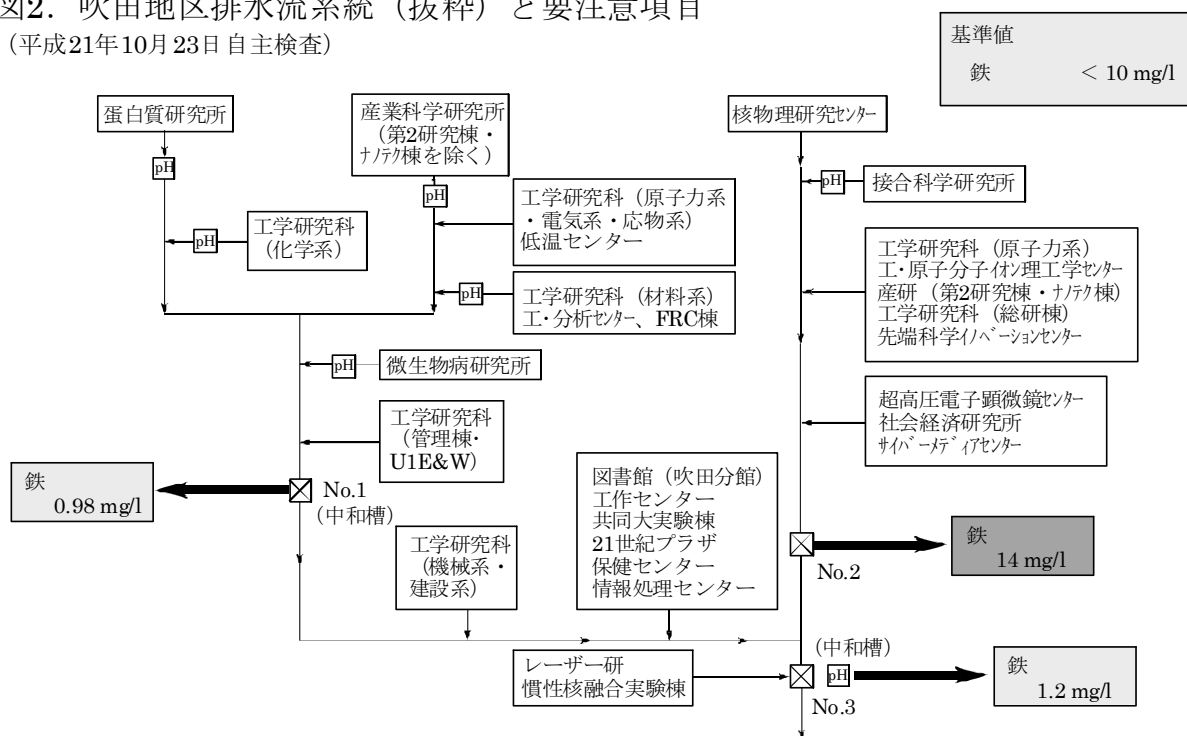 図2．吹田地区排水流系統（抜粋）と要注意項目
（平成21年10月23日自主検査）
基準値
鉄 < 10 mg/l
蛋白質研究所
pH
産業科学研究所
（第2研究棟・
ﾅﾉﾃｸ棟を除く）
pH
核物理研究ｾﾝﾀｰ
pH
接合科学研究所
工学研究科（原子力系
・電気系・応物系）
低温センター
pH
工学研究科
（化学系）
工学研究科（原子力系）
工・原子分子ｲｵﾝ理工学ｾﾝﾀｰ
産研（第2研究棟・ﾅﾉﾃｸ棟）
工学研究科（総研棟）
先端科学ｲﾉﾍﾞｰｼｮﾝｾﾝﾀｰ
pH
工学研究科（材料系）
工・分析ｾﾝﾀｰ、FRC棟
pH
微生物病研究所
超高圧電子顕微鏡ｾﾝﾀｰ
社会経済研究所
ｻｲﾊﾞｰﾒﾃﾞｨｱｾﾝﾀｰ
工学研究科
（管理棟・
U1E&W）
鉄
0.98 mg/l
No.1
（中和槽）
図書館（吹田分館）
工作センター
共同大実験棟
21世紀プラザ
保健センター
情報処理センター
工学研究科
（機械系・
建設系）
No.2
鉄
14 mg/l
レーザー研
慣性核融合実験棟
（中和槽）
pH
No.3
鉄
1.2 mg/l